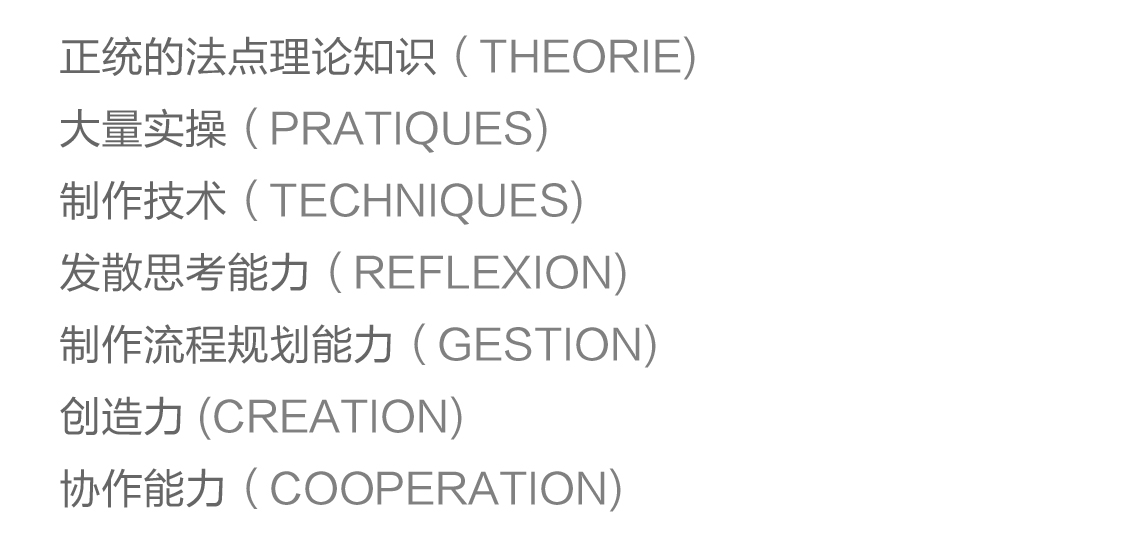 正统的法点理论知识（THEORIE)
大量实操（PRATIQUES)
制作技术（TECHNIQUES)
发散思考能力（REFLEXION)
制作流程规划能力（GESTION)
创造力 (CREATION)
协作能力（COOPERATION)